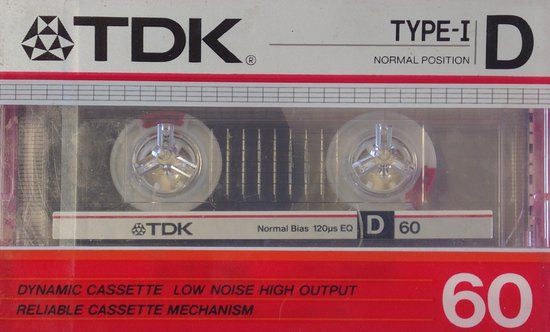 TDK® TYPE-I D
NORMAL POSITION
TDK Normal Bias 120µs EQ D 60
DYNAMIC CASSETTE LOW NOISE HIGH OUTPUT
RELIABLE CASSETTE MECHANISM
60